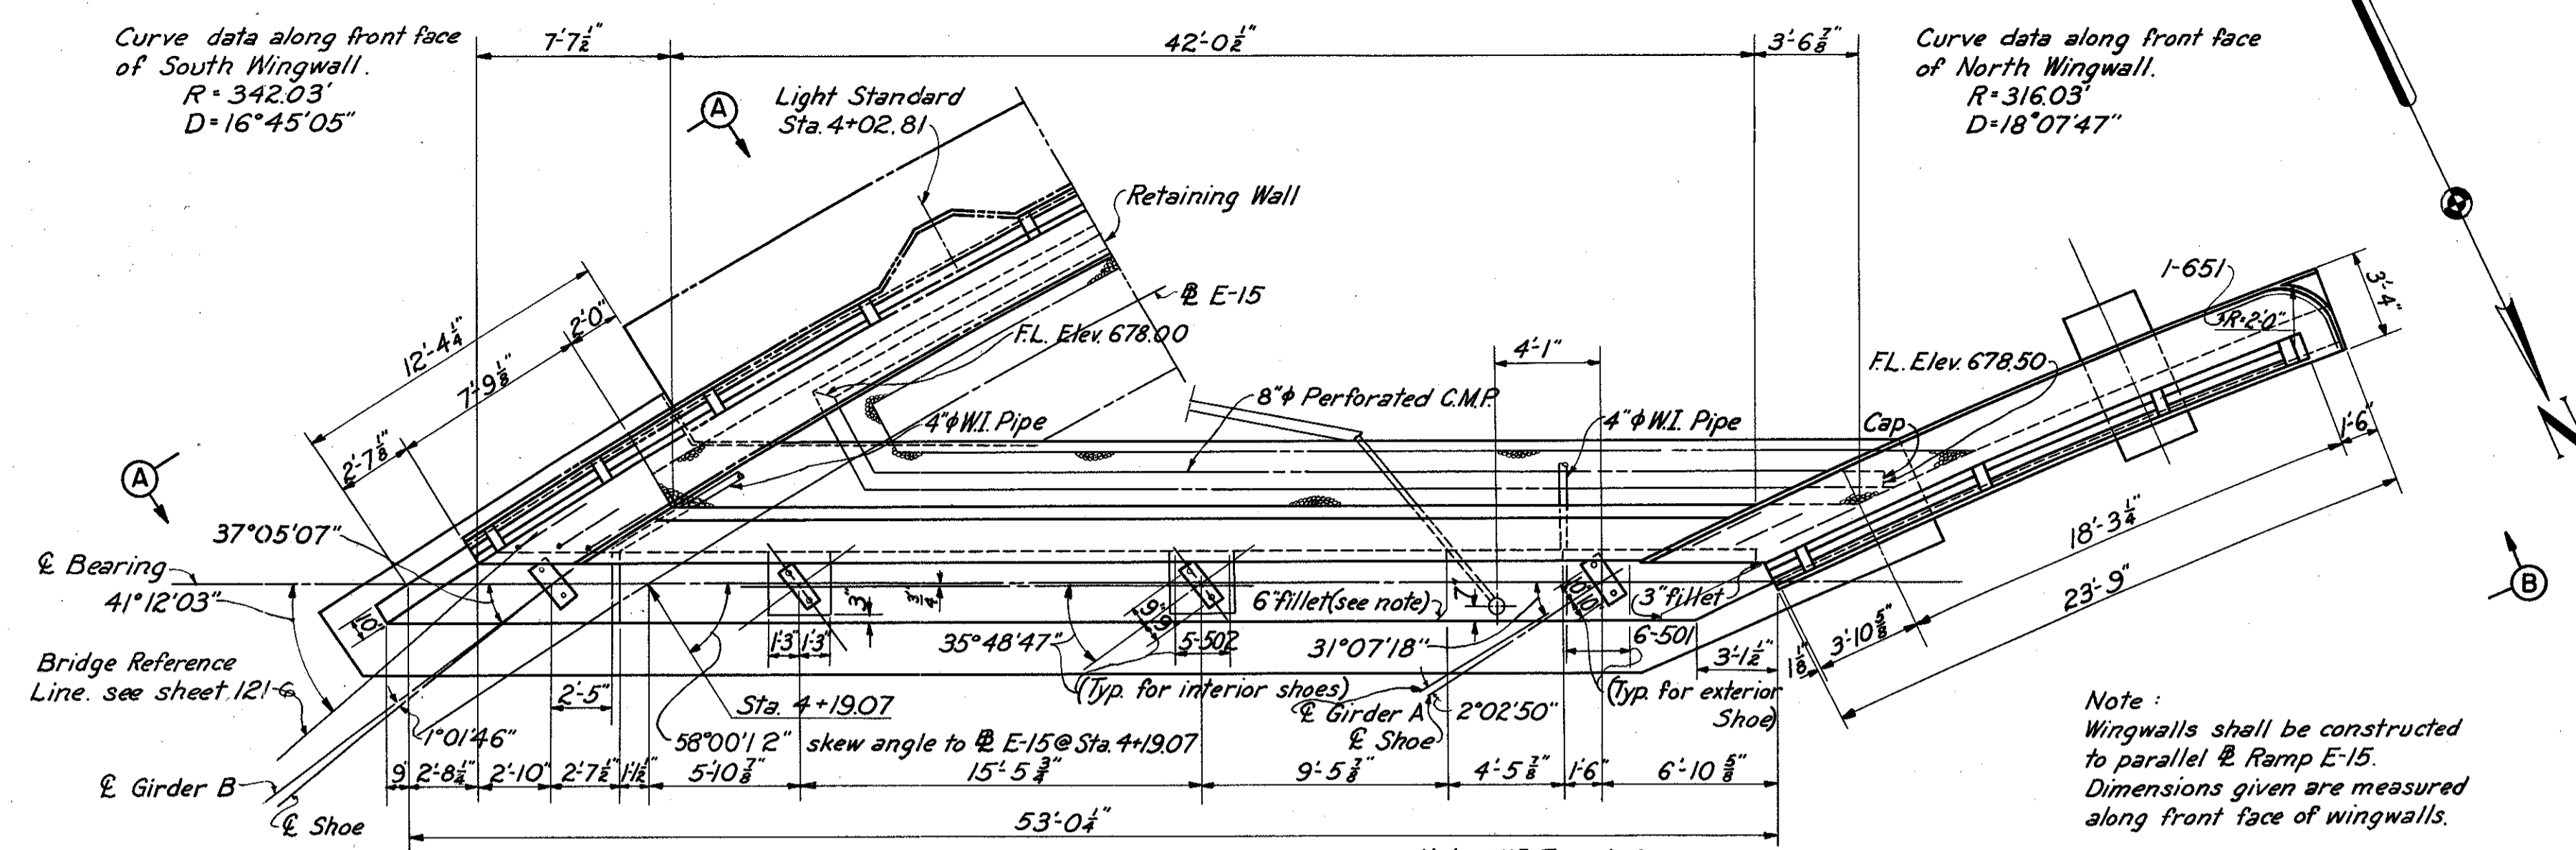 Curve data along front face
of South Wingwall.
R = 342.03'
D = 16°45'05"
7'-7½"
42'-0½"
3'-6⅞"
Curve data along front face
of North Wingwall.
R = 316.03'
D = 18°07'47"
A
Light Standard
Sta. 4+02.81
Retaining Wall
℄ E-15
1-651
3'-4"
R=2'-0"
12'-4¼"
2'-0"
7'-9⅛"
2'-7⅛"
F.L. Elev. 678.00
4'-1"
F.L. Elev. 678.50
8"ϕ Perforated C.M.P.
4"ϕ W.I. Pipe
4"ϕ W.I. Pipe
Cap
1'-6"
18'-3¼"
23'-9"
3'-10⅝"
1⅛"
A
B
N
37°05'07"
℄ Bearing
41°12'03"
10"
Bridge Reference
Line. see sheet 121-6
1'-3" 1'-3"
35°48'47"
9" 9"
5-502
6"fillet (see note)
7"
10" 10"
3"fillet
31°07'18"
6-501
3'-1½"
(Typ. for interior shoes)
(Typ. for exterior
Shoe)
℄ Girder A
2°02'50"
℄ Shoe
2'-5"
Sta. 4+19.07
1°01'46"
58°00'12" skew angle to ℄ E-15 @ Sta. 4+19.07
℄ Girder B
℄ Shoe
9" 2'-8¼" 2'-10" 2'-7½" 1'-1½" 5'-10⅞" 15'-5¾" 9'-5⅞" 4'-5⅞" 1'-6" 6'-10⅝"
53'-0¼"
Note :
Wingwalls shall be constructed
to parallel ℄ Ramp E-15.
Dimensions given are measured
along front face of wingwalls.